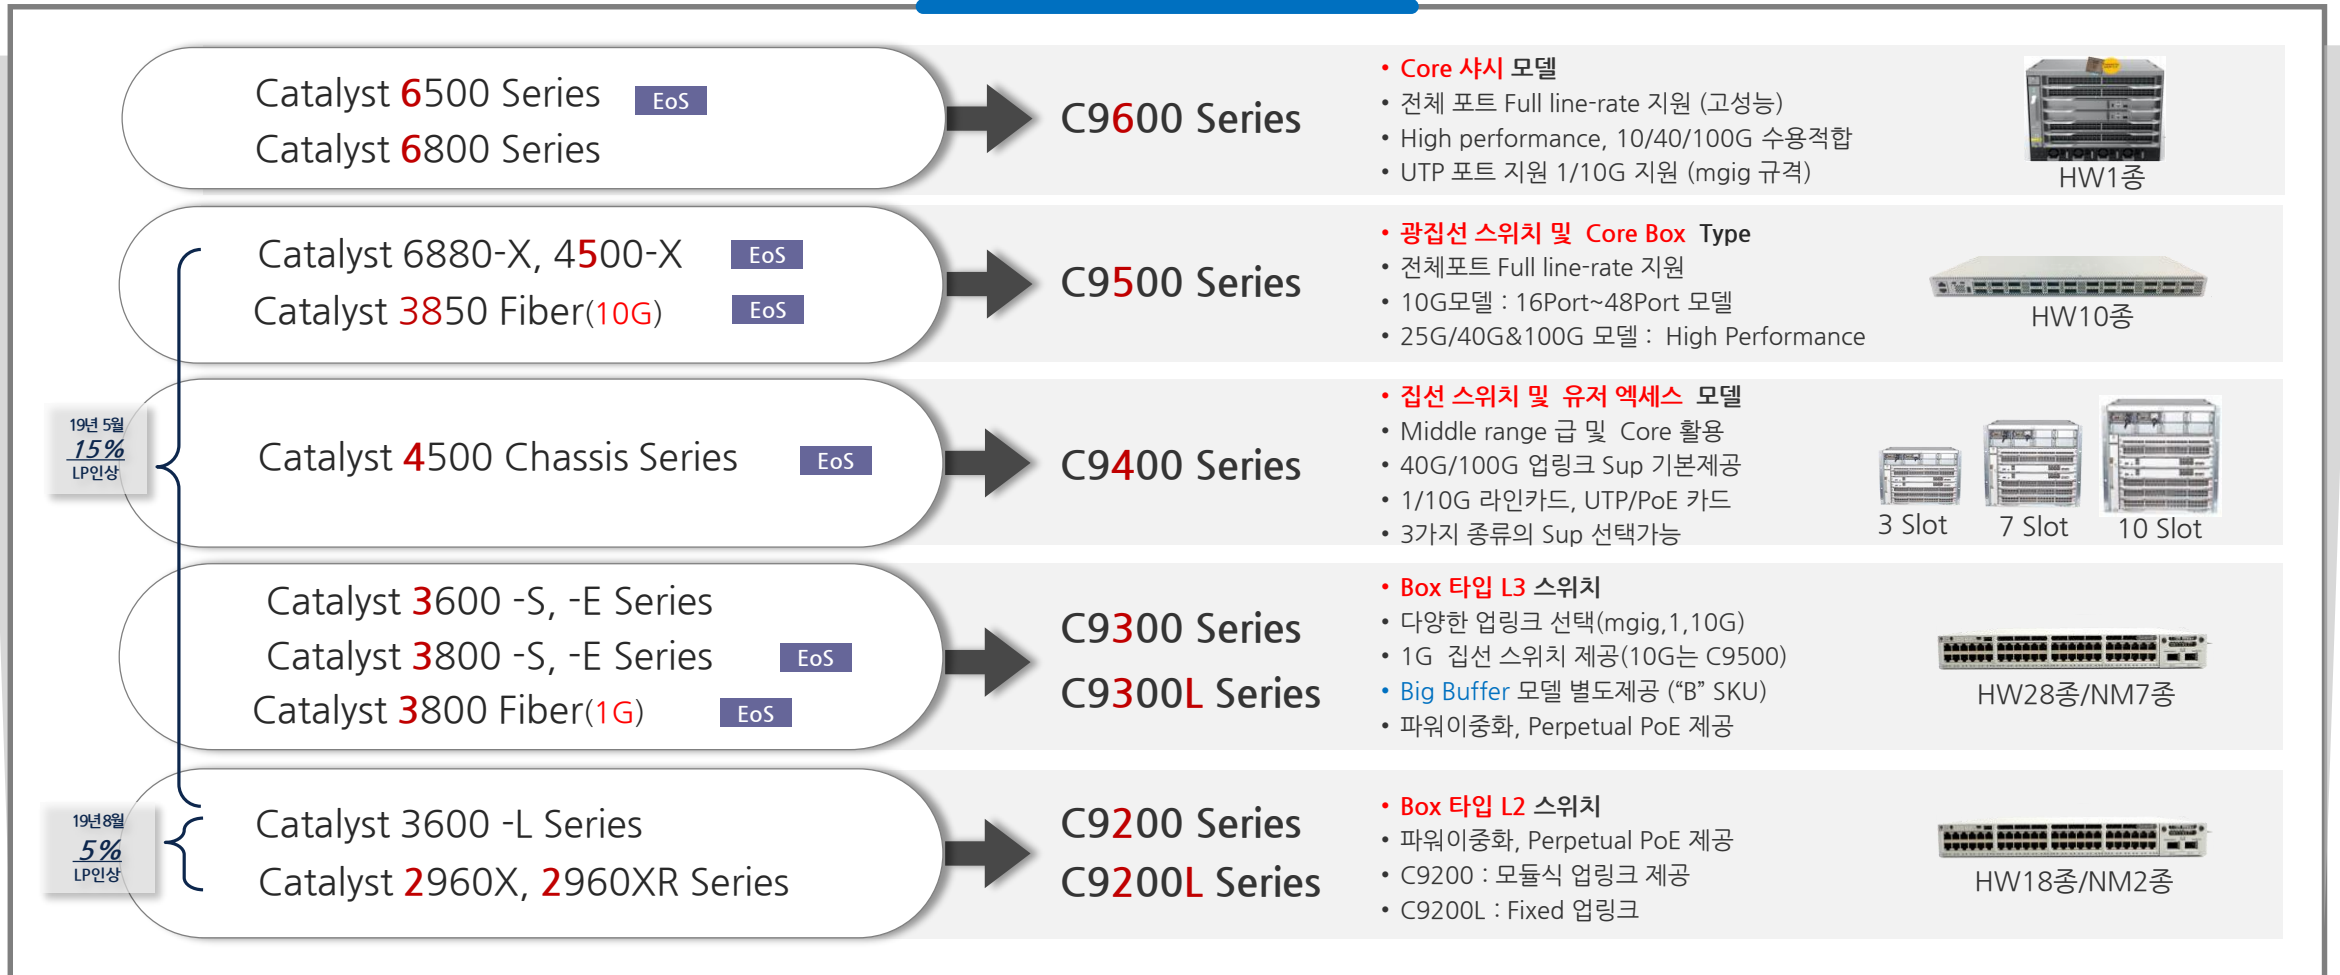 Catalyst 6500 Series EoS
Catalyst 6800 Series
C9600 Series
• Core 샤시 모델
• 전체 포트 Full line-rate 지원 (고성능)
• High performance, 10/40/100G 수용적합
• UTP 포트 지원 1/10G 지원 (mgig 규격)
HW1종
Catalyst 6880-X, 4500-X EoS
Catalyst 3850 Fiber(10G) EoS
C9500 Series
• 광집선 스위치 및 Core Box Type
• 전체포트 Full line-rate 지원
• 10G모델 : 16Port~48Port 모델
• 25G/40G&100G 모델 : High Performance
HW10종
19년 5월
15%
LP인상
Catalyst 4500 Chassis Series EoS
C9400 Series
• 집선 스위치 및 유저 엑세스 모델
• Middle range 급 및 Core 활용
• 40G/100G 업링크 Sup 기본제공
• 1/10G 라인카드, UTP/PoE 카드
• 3가지 종류의 Sup 선택가능
3 Slot
7 Slot
10 Slot
Catalyst 3600 -S, -E Series
Catalyst 3800 -S, -E Series EoS
Catalyst 3800 Fiber(1G) EoS
C9300 Series
C9300L Series
• Box 타입 L3 스위치
• 다양한 업링크 선택(mgig,1,10G)
• 1G 집선 스위치 제공(10G는 C9500)
• Big Buffer 모델 별도제공 (“B” SKU)
• 파워이중화, Perpetual PoE 제공
HW28종/NM7종
19년 8월
5%
LP인상
Catalyst 3600 -L Series
Catalyst 2960X, 2960XR Series
C9200 Series
C9200L Series
• Box 타입 L2 스위치
• 파워이중화, Perpetual PoE 제공
• C9200 : 모듈식 업링크 제공
• C9200L : Fixed 업링크
HW18종/NM2종